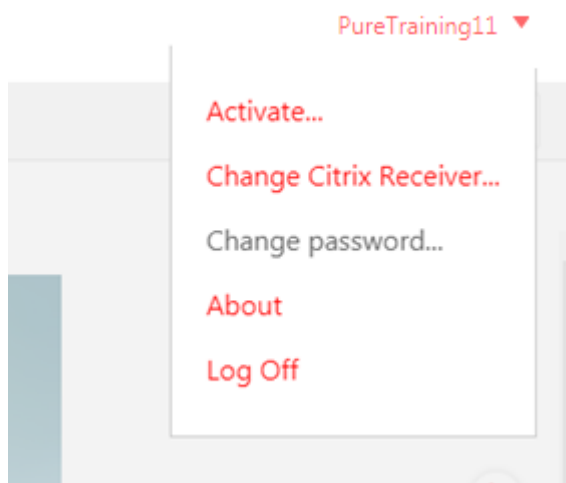 PureTraining11
Activate...
Change Citrix Receiver...
Change password...
About
Log Off